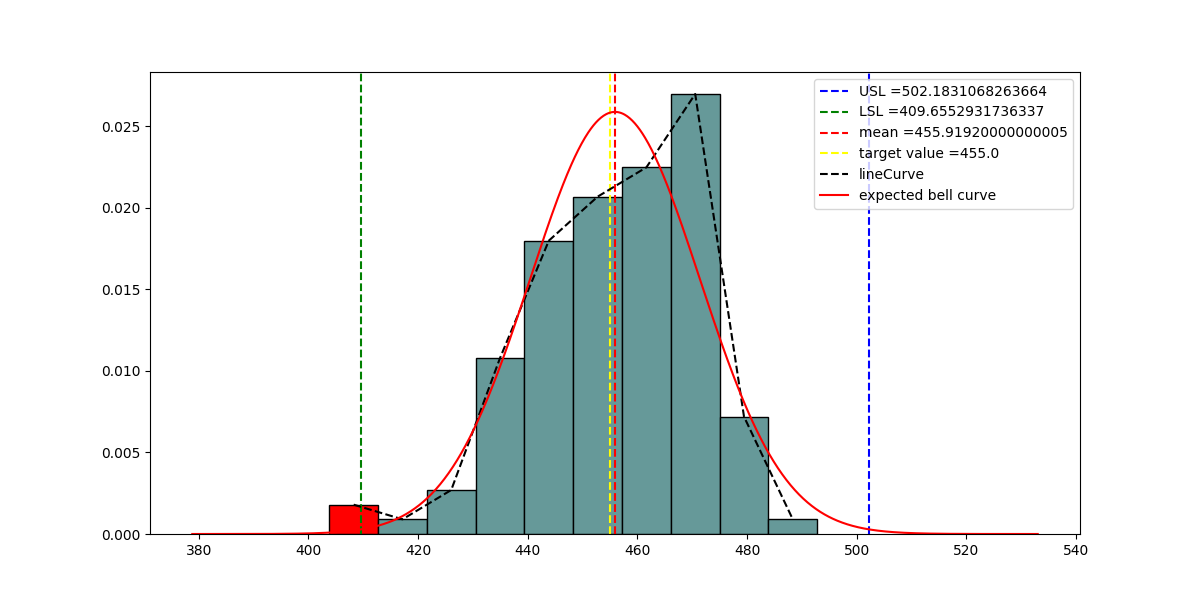 USL =502.1831068263664
LSL =409.6552931736337
mean =455.91920000000005
target value =455.0
lineCurve
expected bell curve
0.025
0.020
0.015
0.010
0.005
0.000
380 400 420 440 460 480 500 520 540